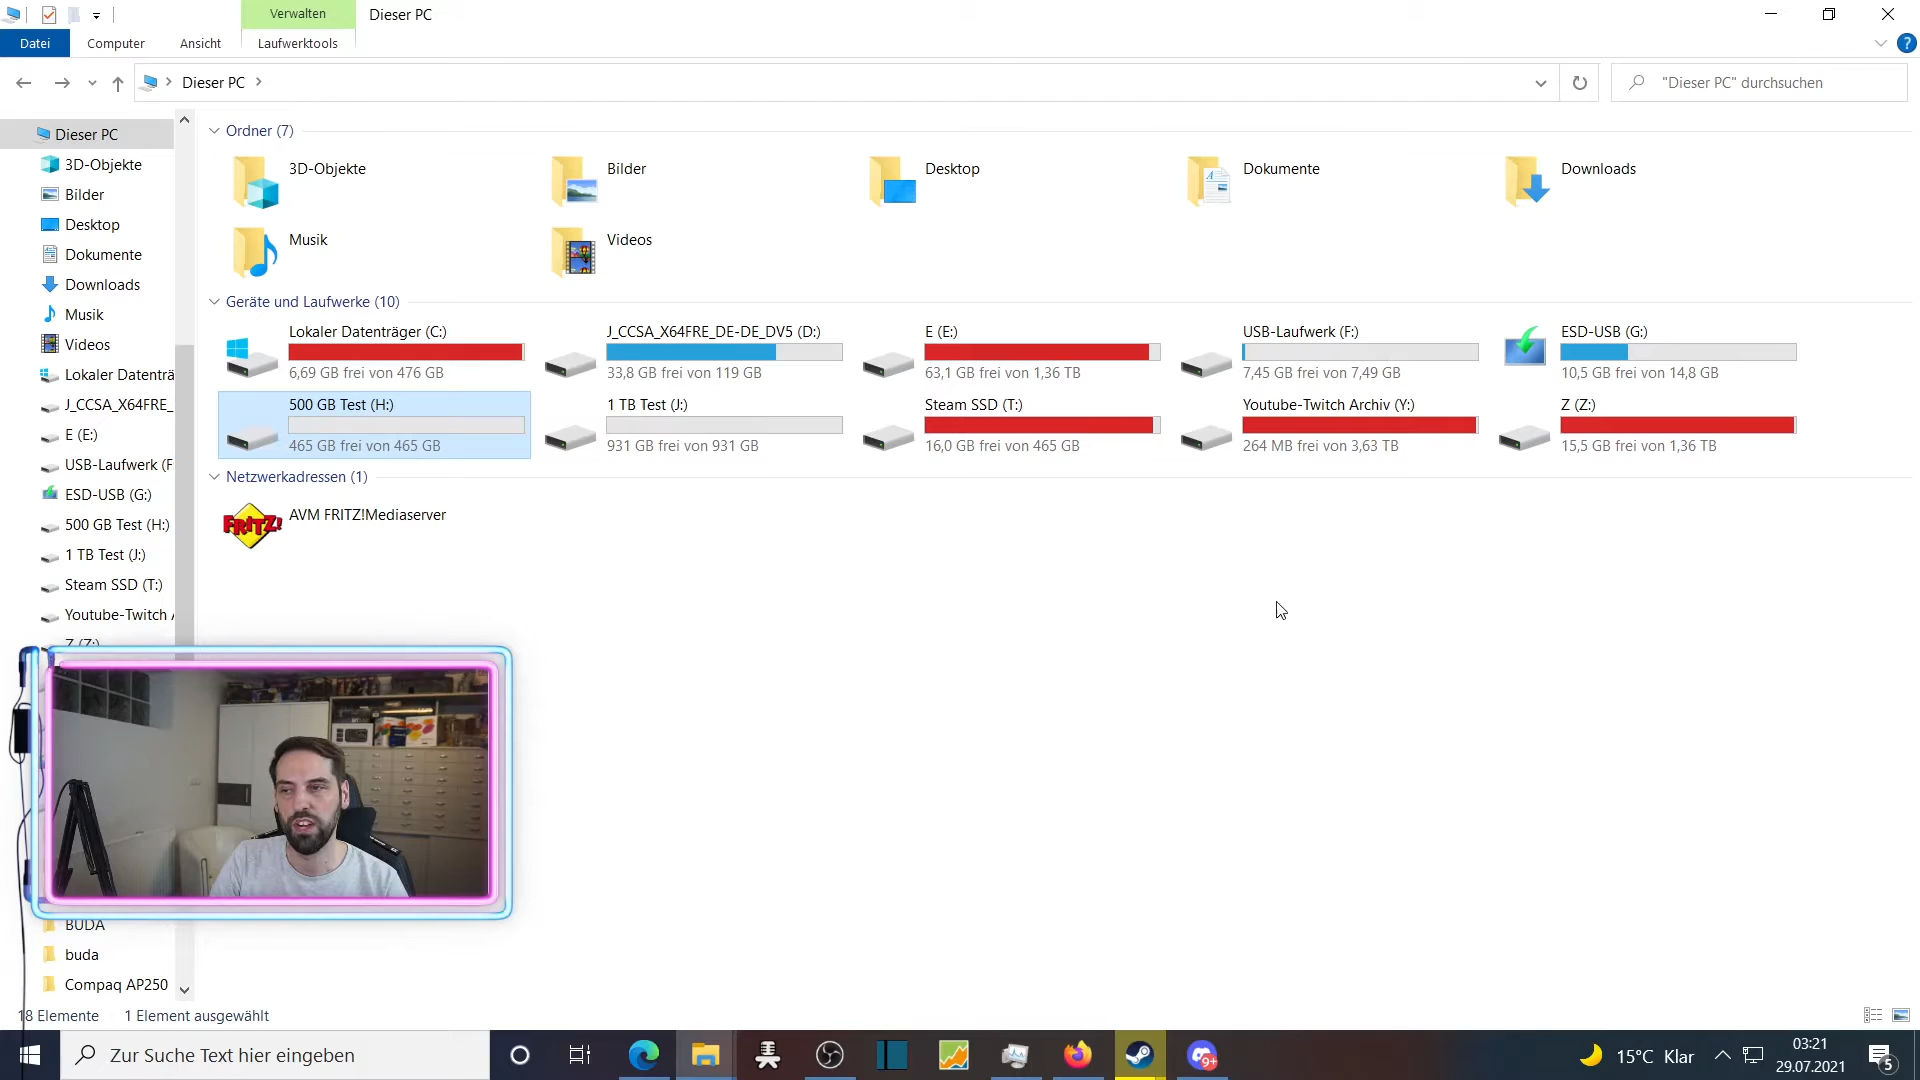 Verwalten
Dieser PC
Datei
Computer
Ansicht
Laufwerktools
?
Dieser PC
"Dieser PC" durchsuchen
Dieser PC
3D-Objekte
Bilder
Desktop
Dokumente
Downloads
Musik
Videos
Lokaler Datenträ
J_CCSA_X64FRE_
E (E:)
USB-Laufwerk (F
ESD-USB (G:)
500 GB Test (H:)
1 TB Test (J:)
Steam SSD (T:)
Youtube-Twitch A
Z (Z:)
BUDA
buda
Compaq AP250
Ordner (7)
3D-Objekte
Bilder
Desktop
Dokumente
Downloads
Musik
Videos
Geräte und Laufwerke (10)
Lokaler Datenträger (C:)
6,69 GB frei von 476 GB
J_CCSA_X64FRE_DE-DE_DV5 (D:)
33,8 GB frei von 119 GB
E (E:)
63,1 GB frei von 1,36 TB
USB-Laufwerk (F:)
7,45 GB frei von 7,49 GB
ESD-USB (G:)
10,5 GB frei von 14,8 GB
500 GB Test (H:)
465 GB frei von 465 GB
1 TB Test (J:)
931 GB frei von 931 GB
Steam SSD (T:)
16,0 GB frei von 465 GB
Youtube-Twitch Archiv (Y:)
264 MB frei von 3,63 TB
Z (Z:)
15,5 GB frei von 1,36 TB
Netzwerkadressen (1)
FRITZ!
AVM FRITZ!Mediaserver
18 Elemente
1 Element ausgewählt
Zur Suche Text hier eingeben
9+
15°C Klar
03:21
29.07.2021
5